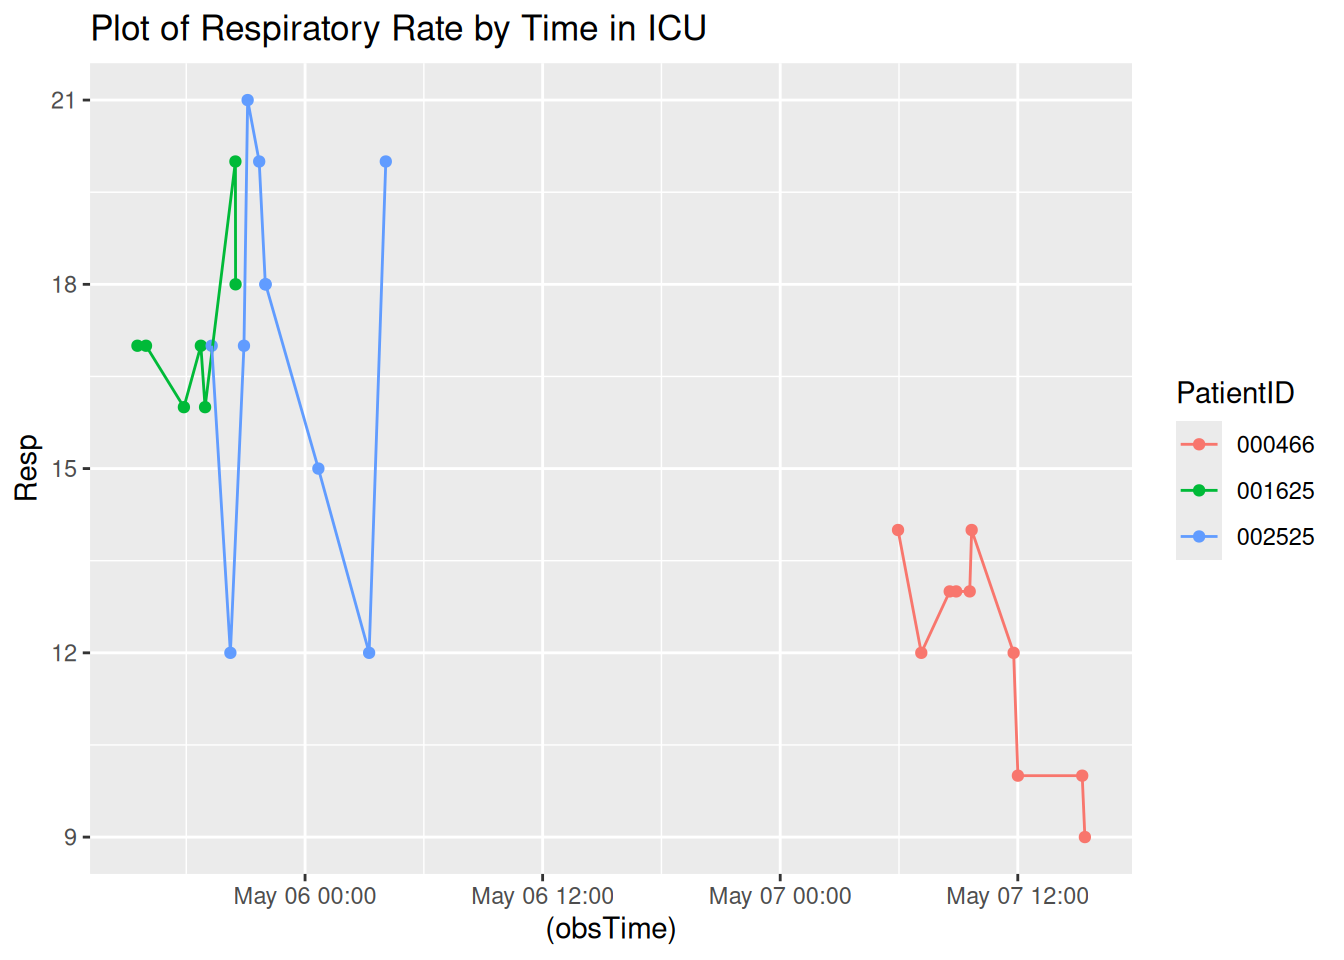 Plot of Respiratory Rate by Time in ICU
21
18
15
12
9
Resp
May 06 00:00
May 06 12:00
May 07 00:00
May 07 12:00
(obsTime)
PatientID
000466
001625
002525